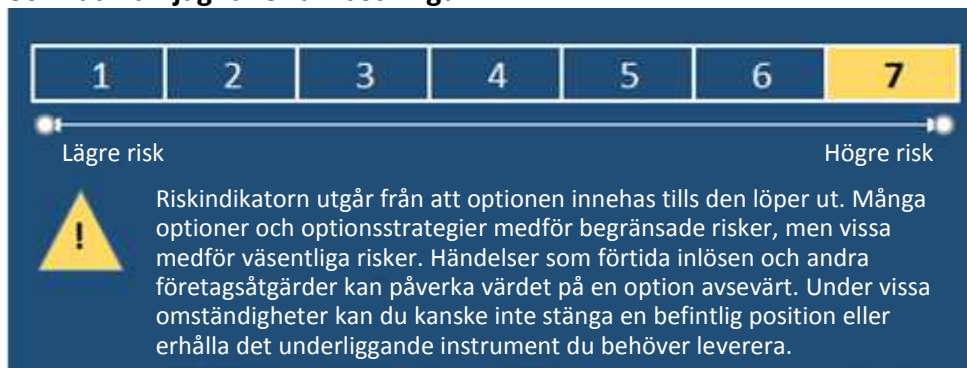 1 2 3 4 5 6 7
Lägre risk Högre risk
Riskindikatorn utgår från att optionen innehas tills den löper ut. Många
! optioner och optionsstrategier medför begränsade risker, men vissa
medför väsentliga risker. Händelser som förtida inlösen och andra
företagsåtgärder kan påverka värdet på en option avsevärt. Under vissa
omständigheter kan du kanske inte stänga en befintlig position eller
erhålla det underliggande instrument du behöver leverera.